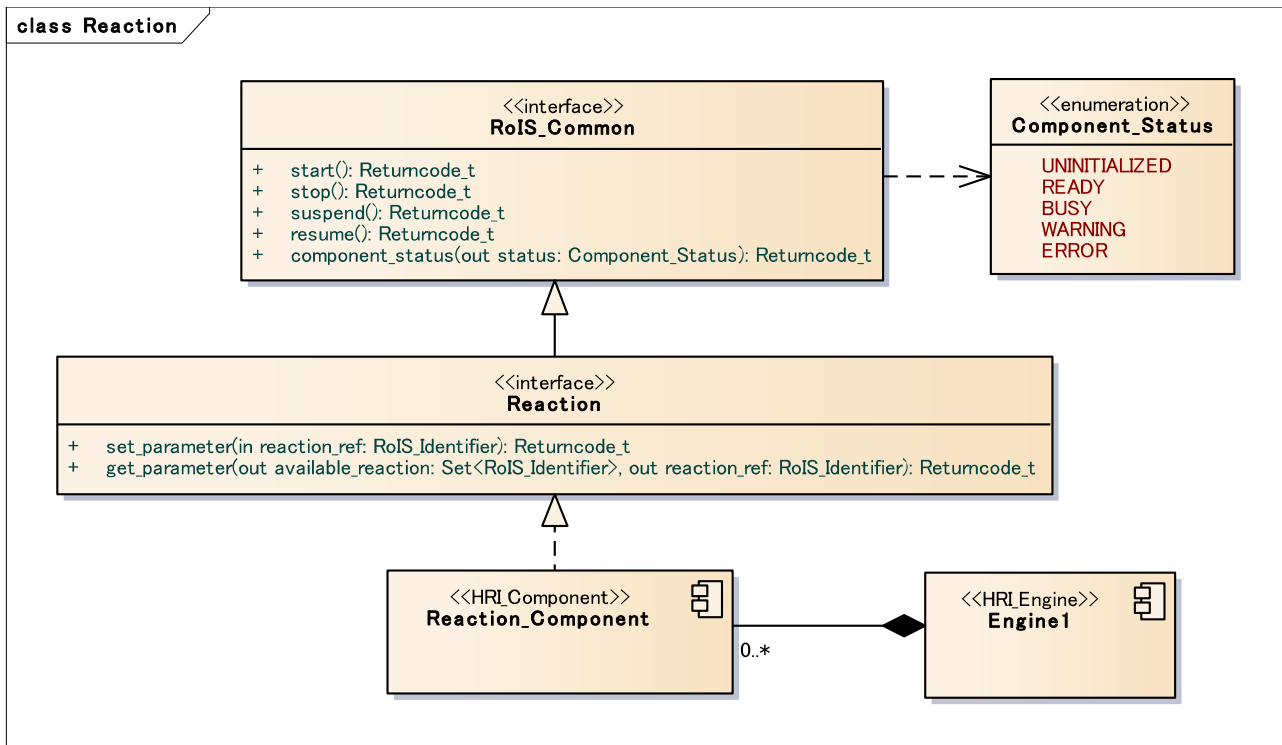 class Reaction
<<interface>>
RoIS_Common
+ start(): Returncode_t
+ stop(): Returncode_t
+ suspend(): Returncode_t
+ resume(): Returncode_t
+ component_status(out status: Component_Status): Returncode_t
<<enumeration>>
Component_Status
UNINITIALIZED
READY
BUSY
WARNING
ERROR
<<interface>>
Reaction
+ set_parameter(in reaction_ref: RoIS_Identifier): Returncode_t
+ get_parameter(out available_reaction: Set<RoIS_Identifier>, out reaction_ref: RoIS_Identifier): Returncode_t
<<HRI_Component>>
Reaction_Component
0..*
<<HRI_Engine>>
Engine1